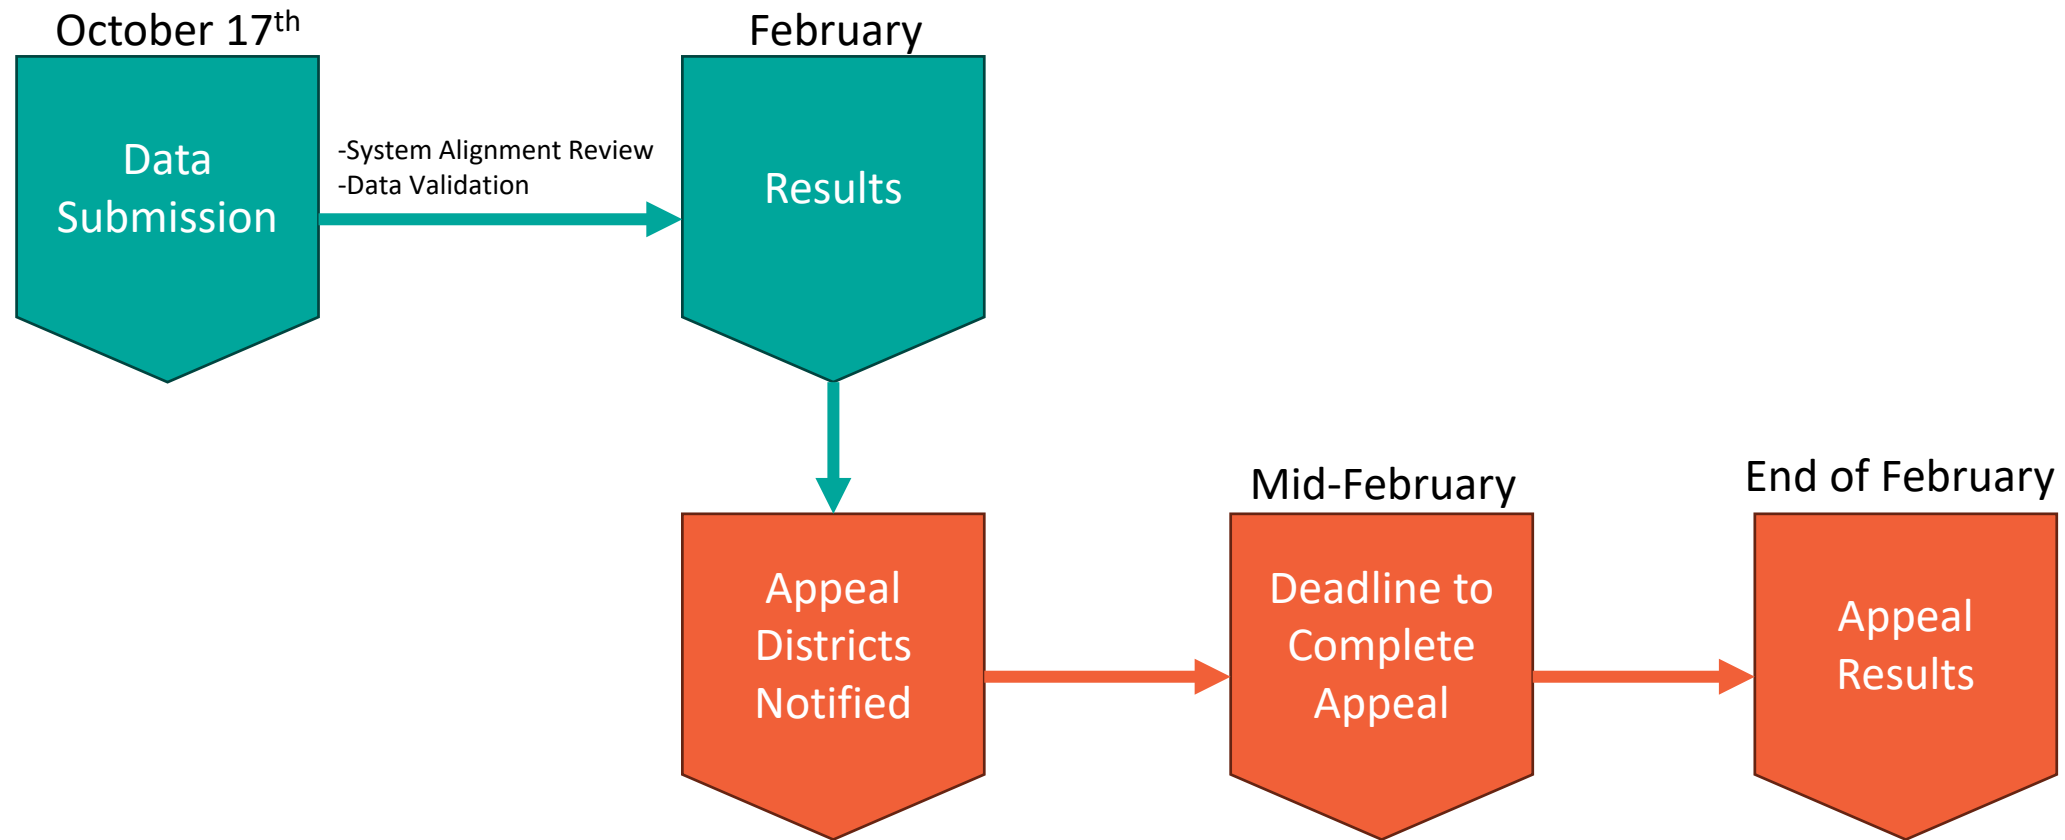 October 17th
Data
Submission
-System Alignment Review
-Data Validation
February
Results
Appeal
Districts
Notified
Mid-February
Deadline to
Complete
Appeal
End of February
Appeal
Results